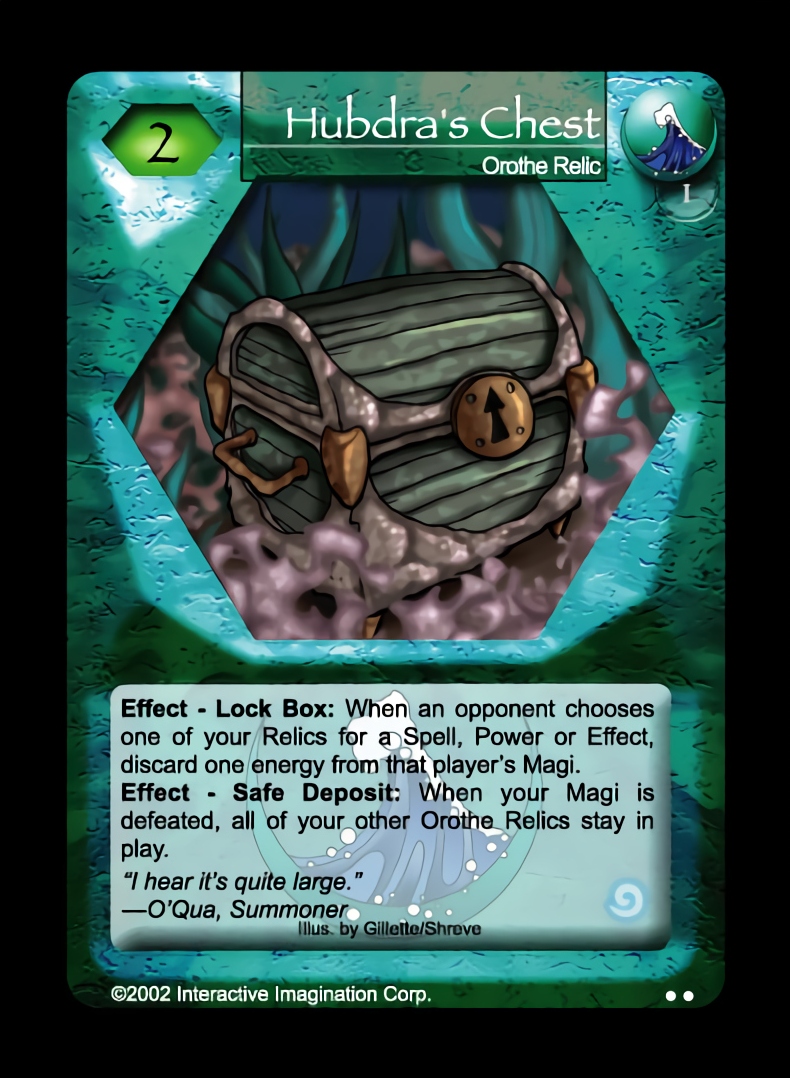 2
Hubdra's Chest
Orothe Relic
1
Effect - Lock Box: When an opponent chooses
one of your Relics for a Spell, Power or Effect,
discard one energy from that player's Magi.
Effect - Safe Deposit: When your Magi is
defeated, all of your other Orothe Relics stay in
play.
“I hear it's quite large.”
—O'Qua, Summoner
Illus. by Gillette/Shreve
©2002 Interactive Imagination Corp.